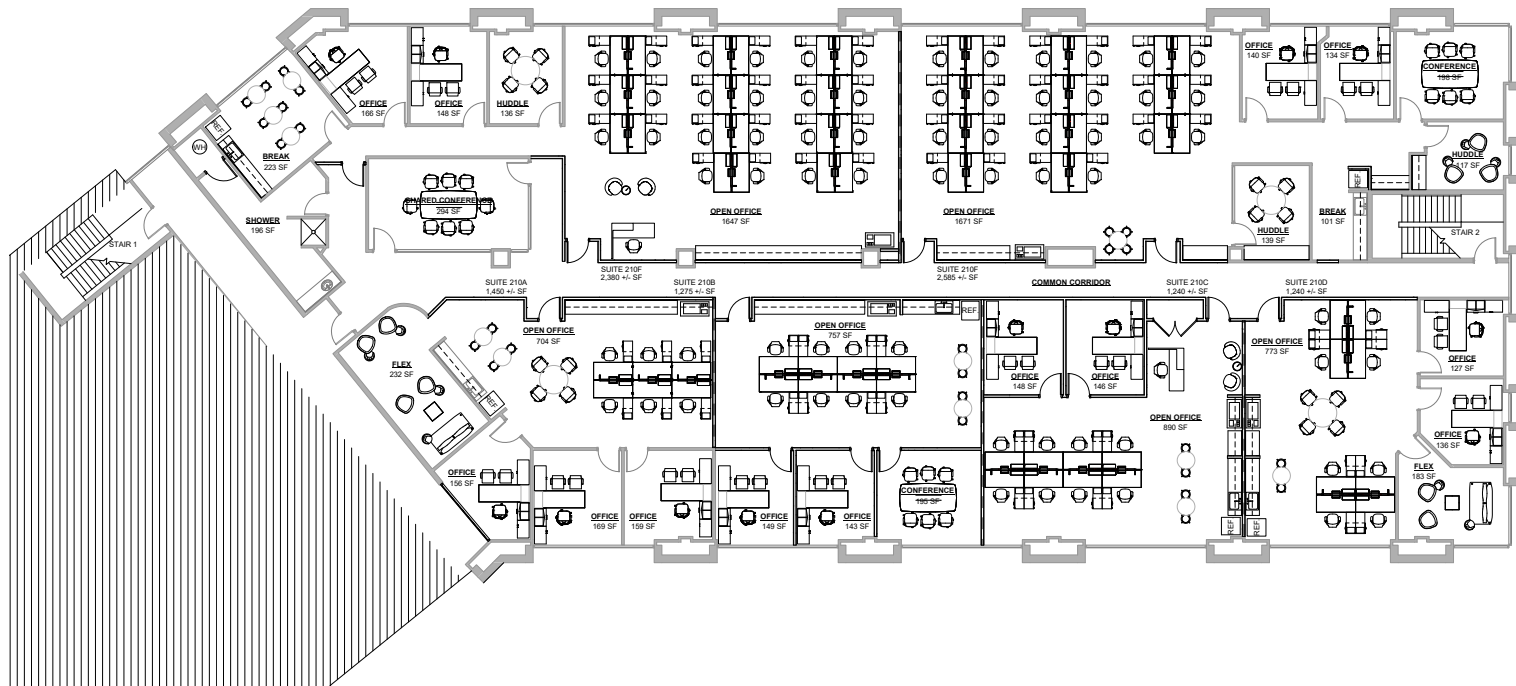 OFFICE
140 SF
OFFICE
134 SF
CONFERENCE
198 SF
OFFICE
166 SF
OFFICE
148 SF
HUDDLE
136 SF
REF
WH
BREAK
223 SF
HUDDLE
117 SF
REF
SHARED CONFERENCE
294 SF
OPEN OFFICE
1647 SF
OPEN OFFICE
1671 SF
SHOWER
196 SF
BREAK
101 SF
STAIR 1
STAIR 2
HUDDLE
139 SF
SUITE 210F
2,380 +/- SF
SUITE 210F
2,585 +/- SF
SUITE 210A
1,450 +/- SF
SUITE 210B
1,275 +/- SF
COMMON CORRIDOR
SUITE 210C
1,240 +/- SF
SUITE 210D
1,240 +/- SF
OPEN OFFICE
704 SF
OPEN OFFICE
757 SF
REF.
OPEN OFFICE
773 SF
OFFICE
127 SF
FLEX
232 SF
REF
OFFICE
148 SF
OFFICE
146 SF
OPEN OFFICE
890 SF
OFFICE
136 SF
OFFICE
156 SF
FLEX
183 SF
CONFERENCE
195 SF
OFFICE
169 SF
OFFICE
159 SF
OFFICE
149 SF
OFFICE
143 SF
REF
REF